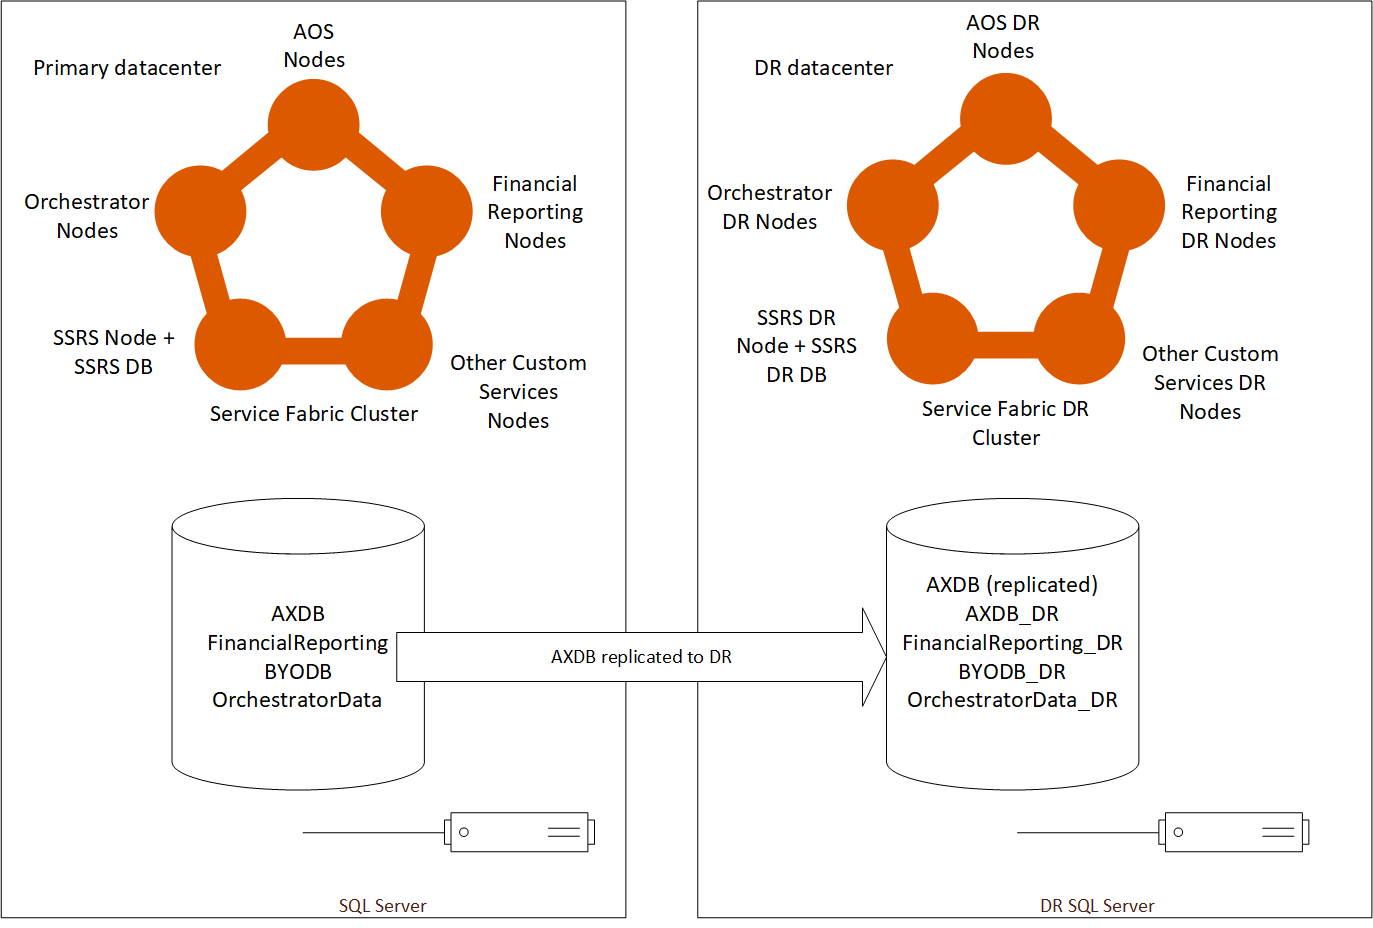 Primary datacenter
AOS
Nodes
Orchestrator
Nodes
Financial
Reporting
Nodes
SSRS Node +
SSRS DB
Other Custom
Services
Nodes
Service Fabric Cluster
AXDB
FinancialReporting
BYODB
OrchestratorData
SQL Server
AXDB replicated to DR
DR datacenter
AOS DR
Nodes
Orchestrator
DR Nodes
Financial
Reporting
DR Nodes
SSRS DR
Node + SSRS
DR DB
Other Custom
Services DR
Nodes
Service Fabric DR
Cluster
AXDB (replicated)
AXDB_DR
FinancialReporting_DR
BYODB_DR
OrchestratorData_DR
DR SQL Server